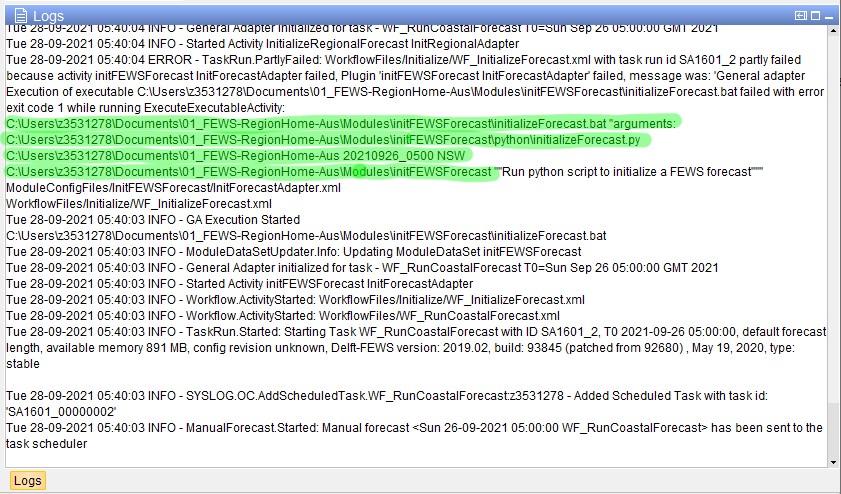 Logs
Tue 28-09-2021 05:40:04 INFO - General Adapter Initialized for task - WF_RunCoastalForecast T0=Sun Sep 26 05:00:00 GMT 2021
Tue 28-09-2021 05:40:04 INFO - Started Activity InitializeRegionalForecast InitRegionalAdapter
Tue 28-09-2021 05:40:04 ERROR - TaskRun.PartlyFailed: WorkflowFiles/Initialize/WF_InitializeForecast.xml with task run id SA1601_2 partly failed
because activity initFEWSForecast InitForecastAdapter failed, Plugin 'initFEWSForecast InitForecastAdapter' failed, message was: 'General adapter
Execution of executable C:\Users\z3531278\Documents\01_FEWS-RegionHome-Aus\Modules\initFEWSForecast\initializeForecast.bat failed with error
exit code 1 while running ExecuteExecutableActivity:
C:\Users\z3531278\Documents\01_FEWS-RegionHome-Aus\Modules\initFEWSForecast\initializeForecast.bat "arguments:
C:\Users\z3531278\Documents\01_FEWS-RegionHome-Aus\Modules\initFEWSForecast\python\initializeForecast.py
C:\Users\z3531278\Documents\01_FEWS-RegionHome-Aus 20210926_0500 NSW
C:\Users\z3531278\Documents\01_FEWS-RegionHome-Aus\Modules\initFEWSForecast ""Run python script to initialize a FEWS forecast""""
ModuleConfigFiles/InitFEWSForecast/InitForecastAdapter.xml
WorkflowFiles/Initialize/WF_InitializeForecast.xml
Tue 28-09-2021 05:40:03 INFO - GA Execution Started
C:\Users\z3531278\Documents\01_FEWS-RegionHome-Aus\Modules\initFEWSForecast\initializeForecast.bat
Tue 28-09-2021 05:40:03 INFO - ModuleDataSetUpdater.Info: Updating ModuleDataSet initFEWSForecast
Tue 28-09-2021 05:40:03 INFO - General Adapter initialized for task - WF_RunCoastalForecast T0=Sun Sep 26 05:00:00 GMT 2021
Tue 28-09-2021 05:40:03 INFO - Started Activity initFEWSForecast InitForecastAdapter
Tue 28-09-2021 05:40:03 INFO - Workflow.ActivityStarted: WorkflowFiles/Initialize/WF_InitializeForecast.xml
Tue 28-09-2021 05:40:03 INFO - Workflow.ActivityStarted: WorkflowFiles/WF_RunCoastalForecast.xml
Tue 28-09-2021 05:40:03 INFO - TaskRun.Started: Starting Task WF_RunCoastalForecast with ID SA1601_2, T0 2021-09-26 05:00:00, default forecast
length, available memory 891 MB, config revision unknown, Delft-FEWS version: 2019.02, build: 93845 (patched from 92680) , May 19, 2020, type:
stable
Tue 28-09-2021 05:40:03 INFO - SYSLOG.OC.AddScheduledTask.WF_RunCoastalForecast:z3531278 - Added Scheduled Task with task id:
'SA1601_00000002'
Tue 28-09-2021 05:40:03 INFO - ManualForecast.Started: Manual forecast <Sun 26-09-2021 05:00:00 WF_RunCoastalForecast> has been sent to the
task scheduler
Logs